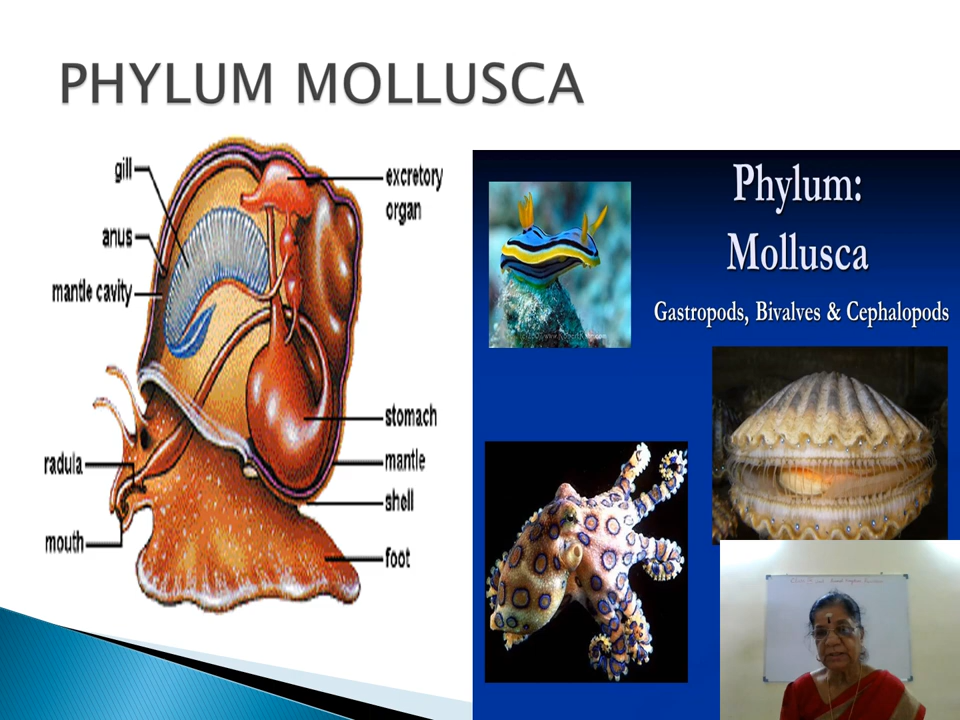 PHYLUM MOLLUSCA
gill
anus
mantle cavity
radula
mouth
excretory
organ
stomach
mantle
shell
foot
Phylum:
Mollusca
Gastropods, Bivalves & Cephalopods